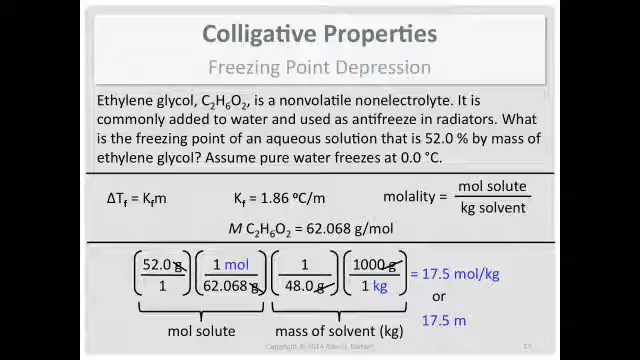 Colligative Properties
Freezing Point Depression
Ethylene glycol, C₂H₆O₂, is a nonvolatile nonelectrolyte. It is
commonly added to water and used as antifreeze in radiators. What
is the freezing point of an aqueous solution that is 52.0 % by mass of
ethylene glycol? Assume pure water freezes at 0.0 °C.
ΔTf = Kfm
Kf = 1.86 °C/m
molality = mol solute / kg solvent
M C₂H₆O₂ = 62.068 g/mol
(52.0 g / 1) (1 mol / 62.068 g) (1 / 48.0 g) (1000 g / 1 kg) = 17.5 mol/kg
or
17.5 m
mol solute
mass of solvent (kg)